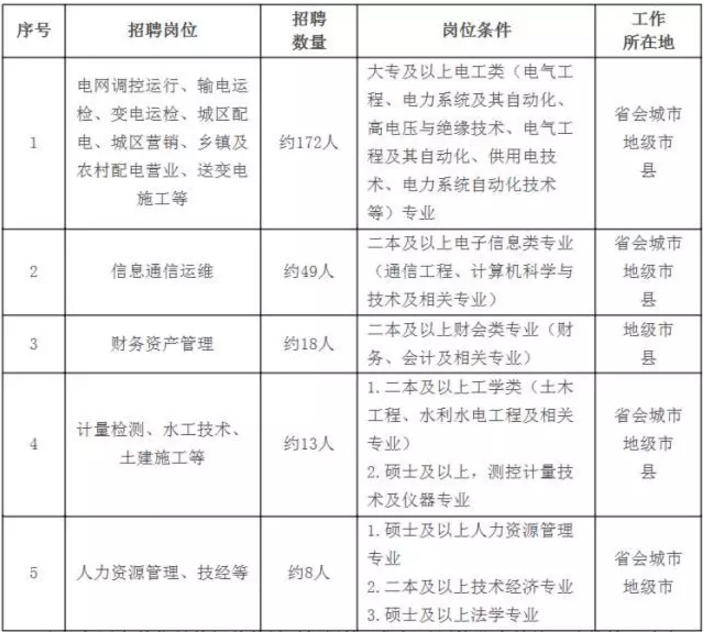 序号
招聘岗位
招聘
数量
岗位条件
工作
所在地
1
电网调控运行、输电运
检、变电运检、城区配
电、城区营销、乡镇及
农村配电营业、送变电
施工等
约172人
大专及以上电工类（电气工
程、电力系统及其自动化、
高电压与绝缘技术、电气工
程及其自动化、供用电技
术、电力系统自动化技术
等）专业
省会城市
地级市
县
2
信息通信运维
约49人
二本及以上电子信息类专业
（通信工程、计算机科学与
技术及相关专业）
省会城市
地级市
县
3
财务资产管理
约18人
二本及以上财会类专业（财
务、会计及相关专业）
地级市
县
4
计量检测、水工技术、
土建施工等
约13人
1.二本及以上工学类（土木
工程、水利水电工程及相关
专业）
2.硕士及以上，测控计量技
术及仪器专业
省会城市
地级市
县
5
人力资源管理、技经等
约8人
1.硕士及以上人力资源管理
专业
2.二本及以上技术经济专业
3.硕士及以上法学专业
省会城市
地级市